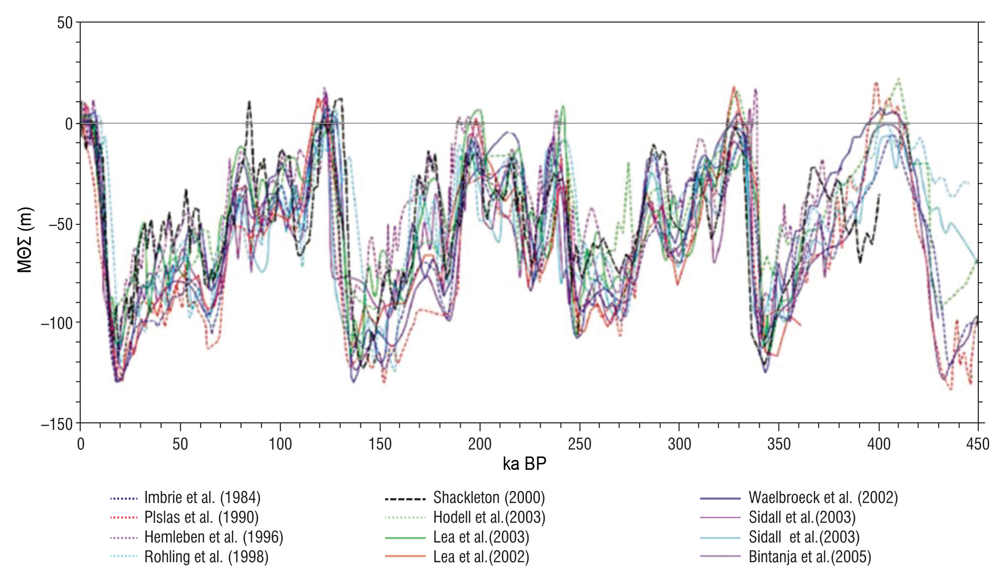 50
0
−50
−100
−150
ΜΘΣ (m)
0 50 100 150 200 250 300 350 400 450
ka BP
Imbrie et al. (1984)
PIslas et al. (1990)
Hemleben et al. (1996)
Rohling et al. (1998)
Shackleton (2000)
Hodell et al.(2003)
Lea et al.(2003)
Lea et al.(2002)
Waelbroeck et al. (2002)
Sidall et al.(2003)
Sidall et al.(2003)
Bintanja et al.(2005)